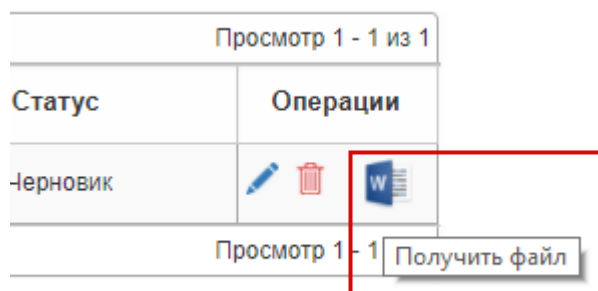 Просмотр 1 - 1 из 1
Статус Операции
Черновик W
Просмотр 1 - 1
Получить файл